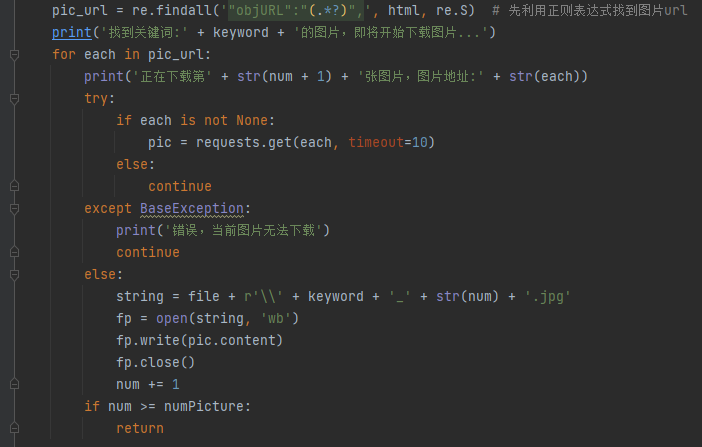 pic_url = re.findall('"objURL":"(.*?)",', html, re.S)  # 先利用正则表达式找到图片url
print('找到关键词:' + keyword + '的图片，即将开始下载图片...')
for each in pic_url:
    print('正在下载第' + str(num + 1) + '张图片，图片地址:' + str(each))
    try:
        if each is not None:
            pic = requests.get(each, timeout=10)
        else:
            continue
    except BaseException:
        print('错误，当前图片无法下载')
        continue
    else:
        string = file + r'\\' + keyword + '_' + str(num) + '.jpg'
        fp = open(string, 'wb')
        fp.write(pic.content)
        fp.close()
        num += 1
    if num >= numPicture:
        return